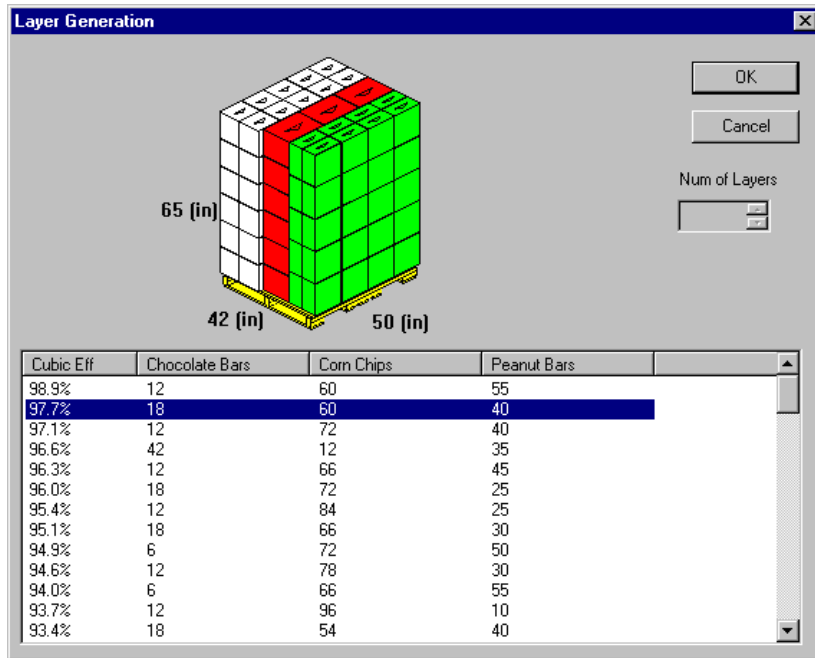 Layer Generation
OK
Cancel
Num of Layers
65 (in)
42 (in)
50 (in)
Cubic Eff Chocolate Bars Corn Chips Peanut Bars
98.9% 12 60 55
97.7% 18 60 40
97.1% 12 72 40
96.6% 42 12 35
96.3% 12 66 45
96.0% 18 72 25
95.4% 12 84 25
95.1% 18 66 30
94.9% 6 72 50
94.6% 12 78 30
94.0% 6 66 55
93.7% 12 96 10
93.4% 18 54 40